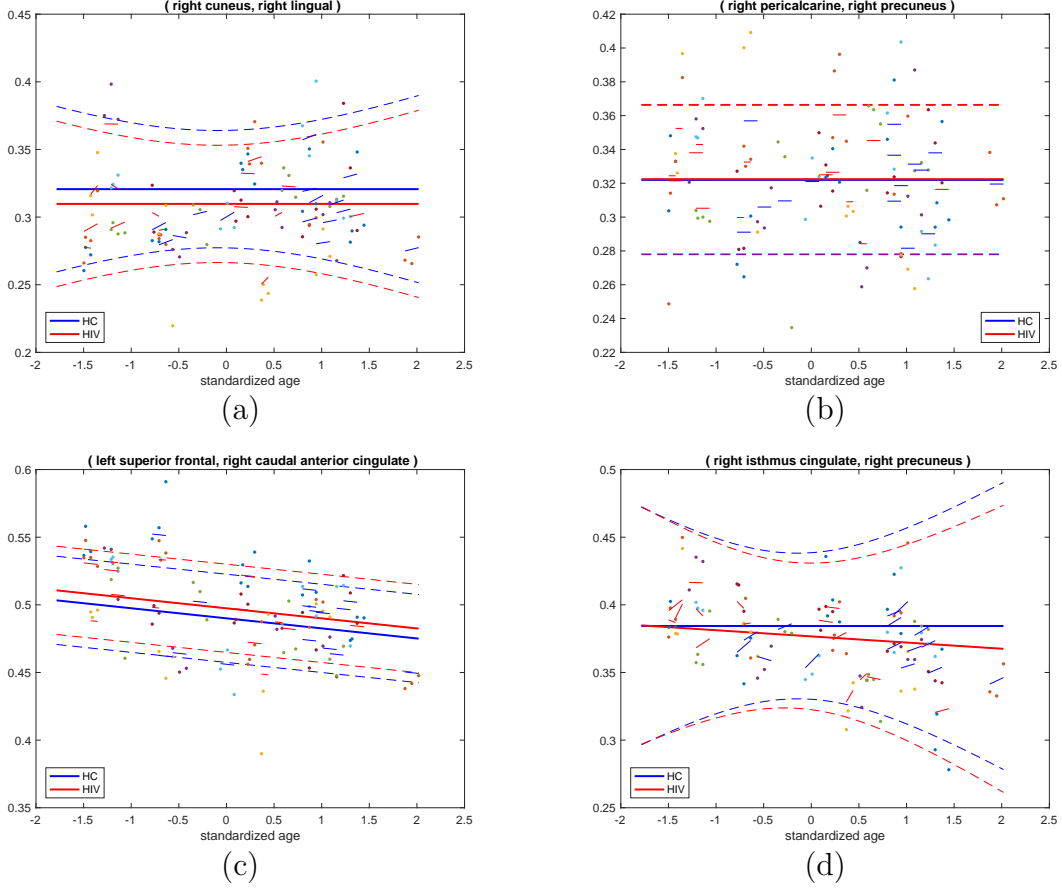 ( right cuneus, right lingual )
0.45
0.4
0.35
0.3
0.25
0.2
HC
HIV
-2 -1.5 -1 -0.5 0 0.5 1 1.5 2 2.5
standardized age
(a)
( right pericalcarine, right precuneus )
0.42
0.4
0.38
0.36
0.34
0.32
0.3
0.28
0.26
0.24
0.22
HC
HIV
-2 -1.5 -1 -0.5 0 0.5 1 1.5 2 2.5
standardized age
(b)
( left superior frontal, right caudal anterior cingulate )
0.6
0.55
0.5
0.45
0.4
0.35
HC
HIV
-2 -1.5 -1 -0.5 0 0.5 1 1.5 2 2.5
standardized age
(c)
( right isthmus cingulate, right precuneus )
0.5
0.45
0.4
0.35
0.3
0.25
HC
HIV
-2 -1.5 -1 -0.5 0 0.5 1 1.5 2 2.5
standardized age
(d)